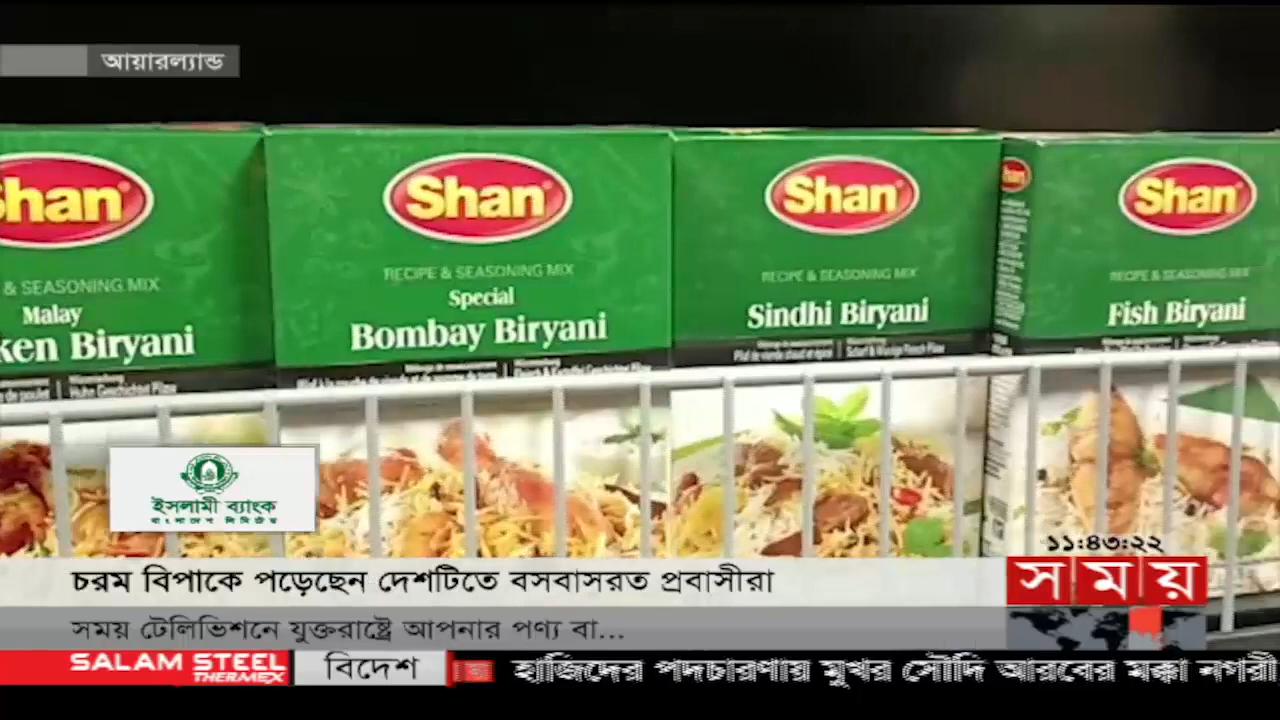 আয়ারল্যান্ড
Shan
& SEASONING MIX
Malay
ken Biryani
Shan
RECIPE & SEASONING MIX
Special
Bombay Biryani
Shan
RECIPE & SEASONING MIX
Sindhi Biryani
Shan
RECIPE & SEASONING MIX
Fish Biryani
ইসলামী ব্যাংক
বাংলাদেশ লিমিটেড
১১:৪৩:২২
চরম বিপাকে পড়েছেন দেশটিতে বসবাসরত প্রবাসীরা
সময়
সময় টেলিভিশনে যুক্তরাষ্ট্রে আপনার পণ্য বা...
SALAM STEEL
THERMEX
বিদেশ
হাজিদের পদচারণায় মুখর সৌদি আরবের মক্কা নগরী